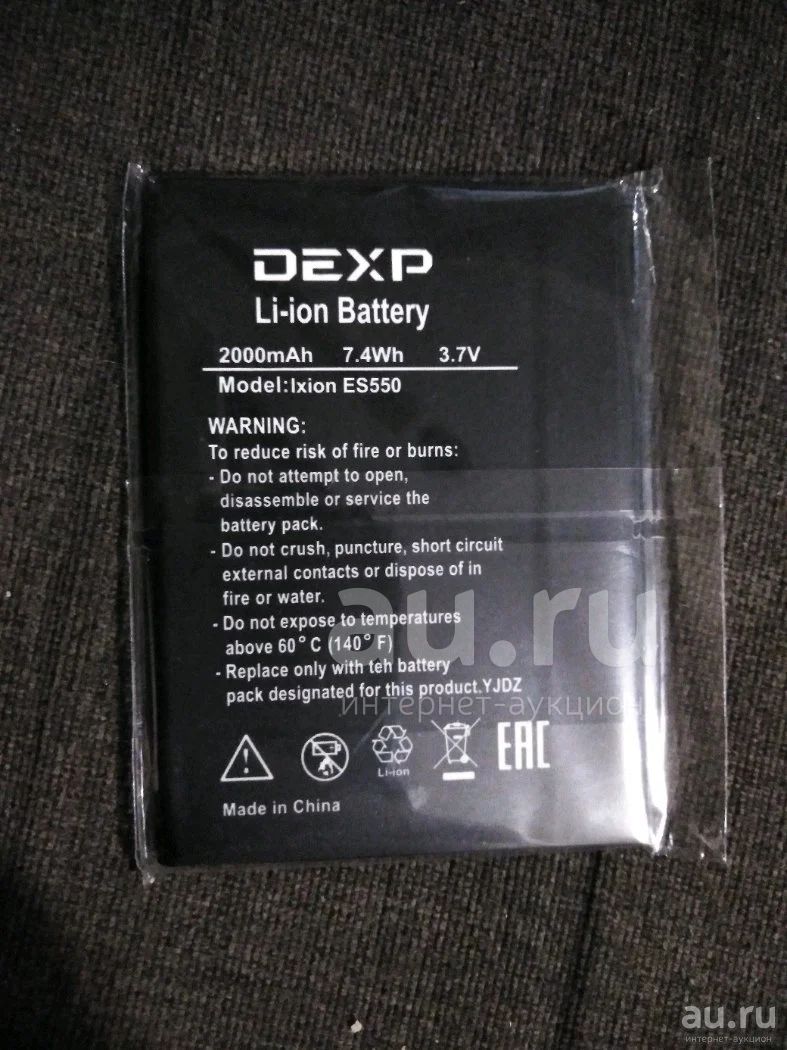 DEXP
Li-ion Battery
2000mAh 7.4Wh 3.7V
Model:Ixion ES550
WARNING:
To reduce risk of fire or burns:
- Do not attempt to open,
disassemble or service the
battery pack.
- Do not crush, puncture, short circuit
external contacts or dispose of in
fire or water.
- Do not expose to temperatures
above 60°C (140°F)
- Replace only with teh battery
pack designated for this product.YJDZ
au.ru
интернет-аукцион
Li-ion
EAC
Made in China
au.ru
интернет-аукцион